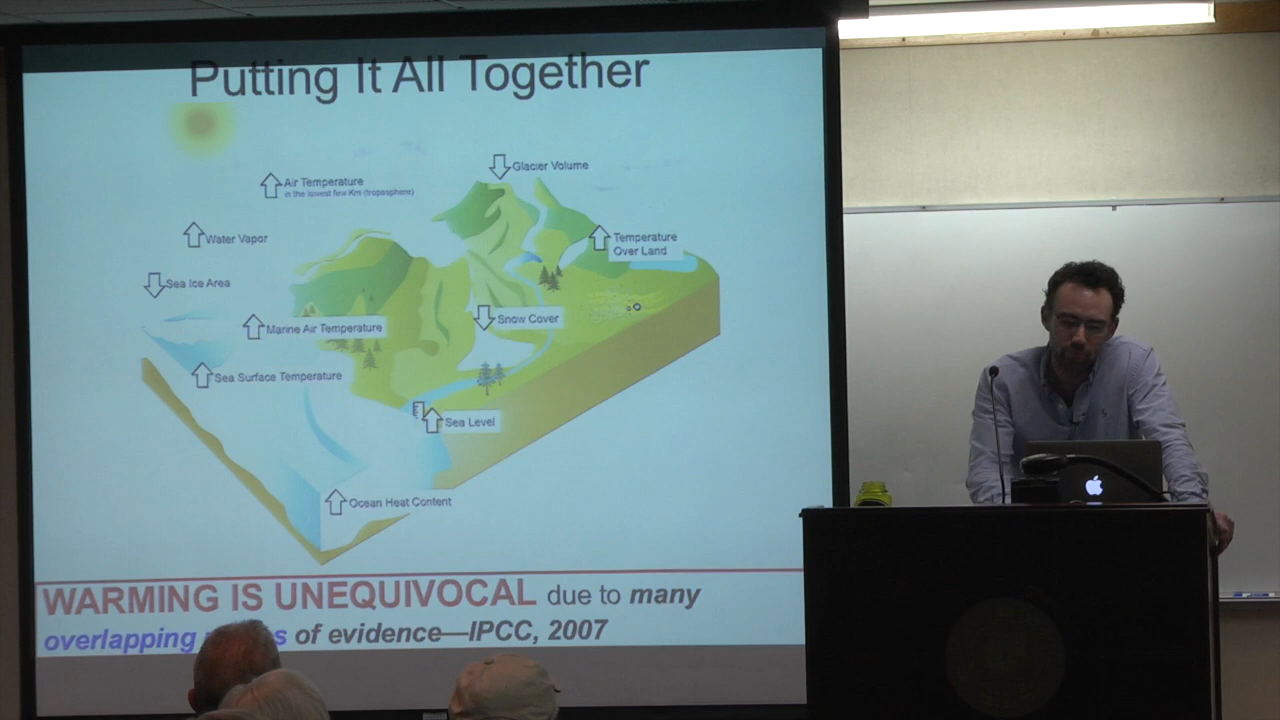 Putting It All Together
Glacier Volume
Air Temperature
in the lowest few Km (troposphere)
Water Vapor
Temperature
Over Land
Sea Ice Area
Marine Air Temperature
Snow Cover
Sea Surface Temperature
Sea Level
Ocean Heat Content
WARMING IS UNEQUIVOCAL due to many
overlapping of evidence—IPCC, 2007